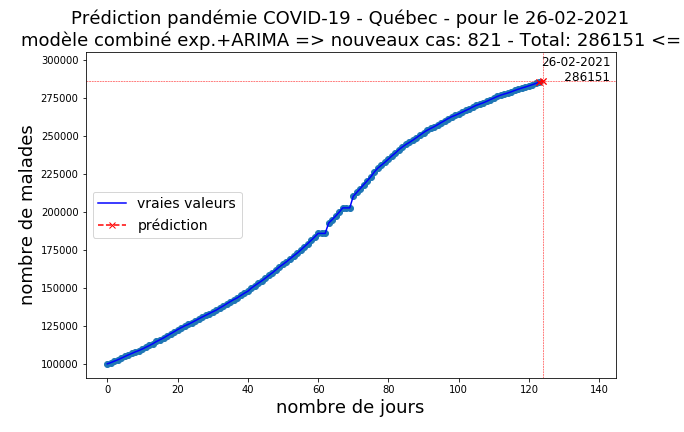 Prédiction pandémie COVID-19 - Québec - pour le 26-02-2021
modèle combiné exp.+ARIMA => nouveaux cas: 821 - Total: 286151 <=
300000
275000
250000
225000
200000
175000
150000
125000
100000
nombre de malades
26-02-2021
286151
vraies valeurs
prédiction
0 20 40 60 80 100 120 140
nombre de jours